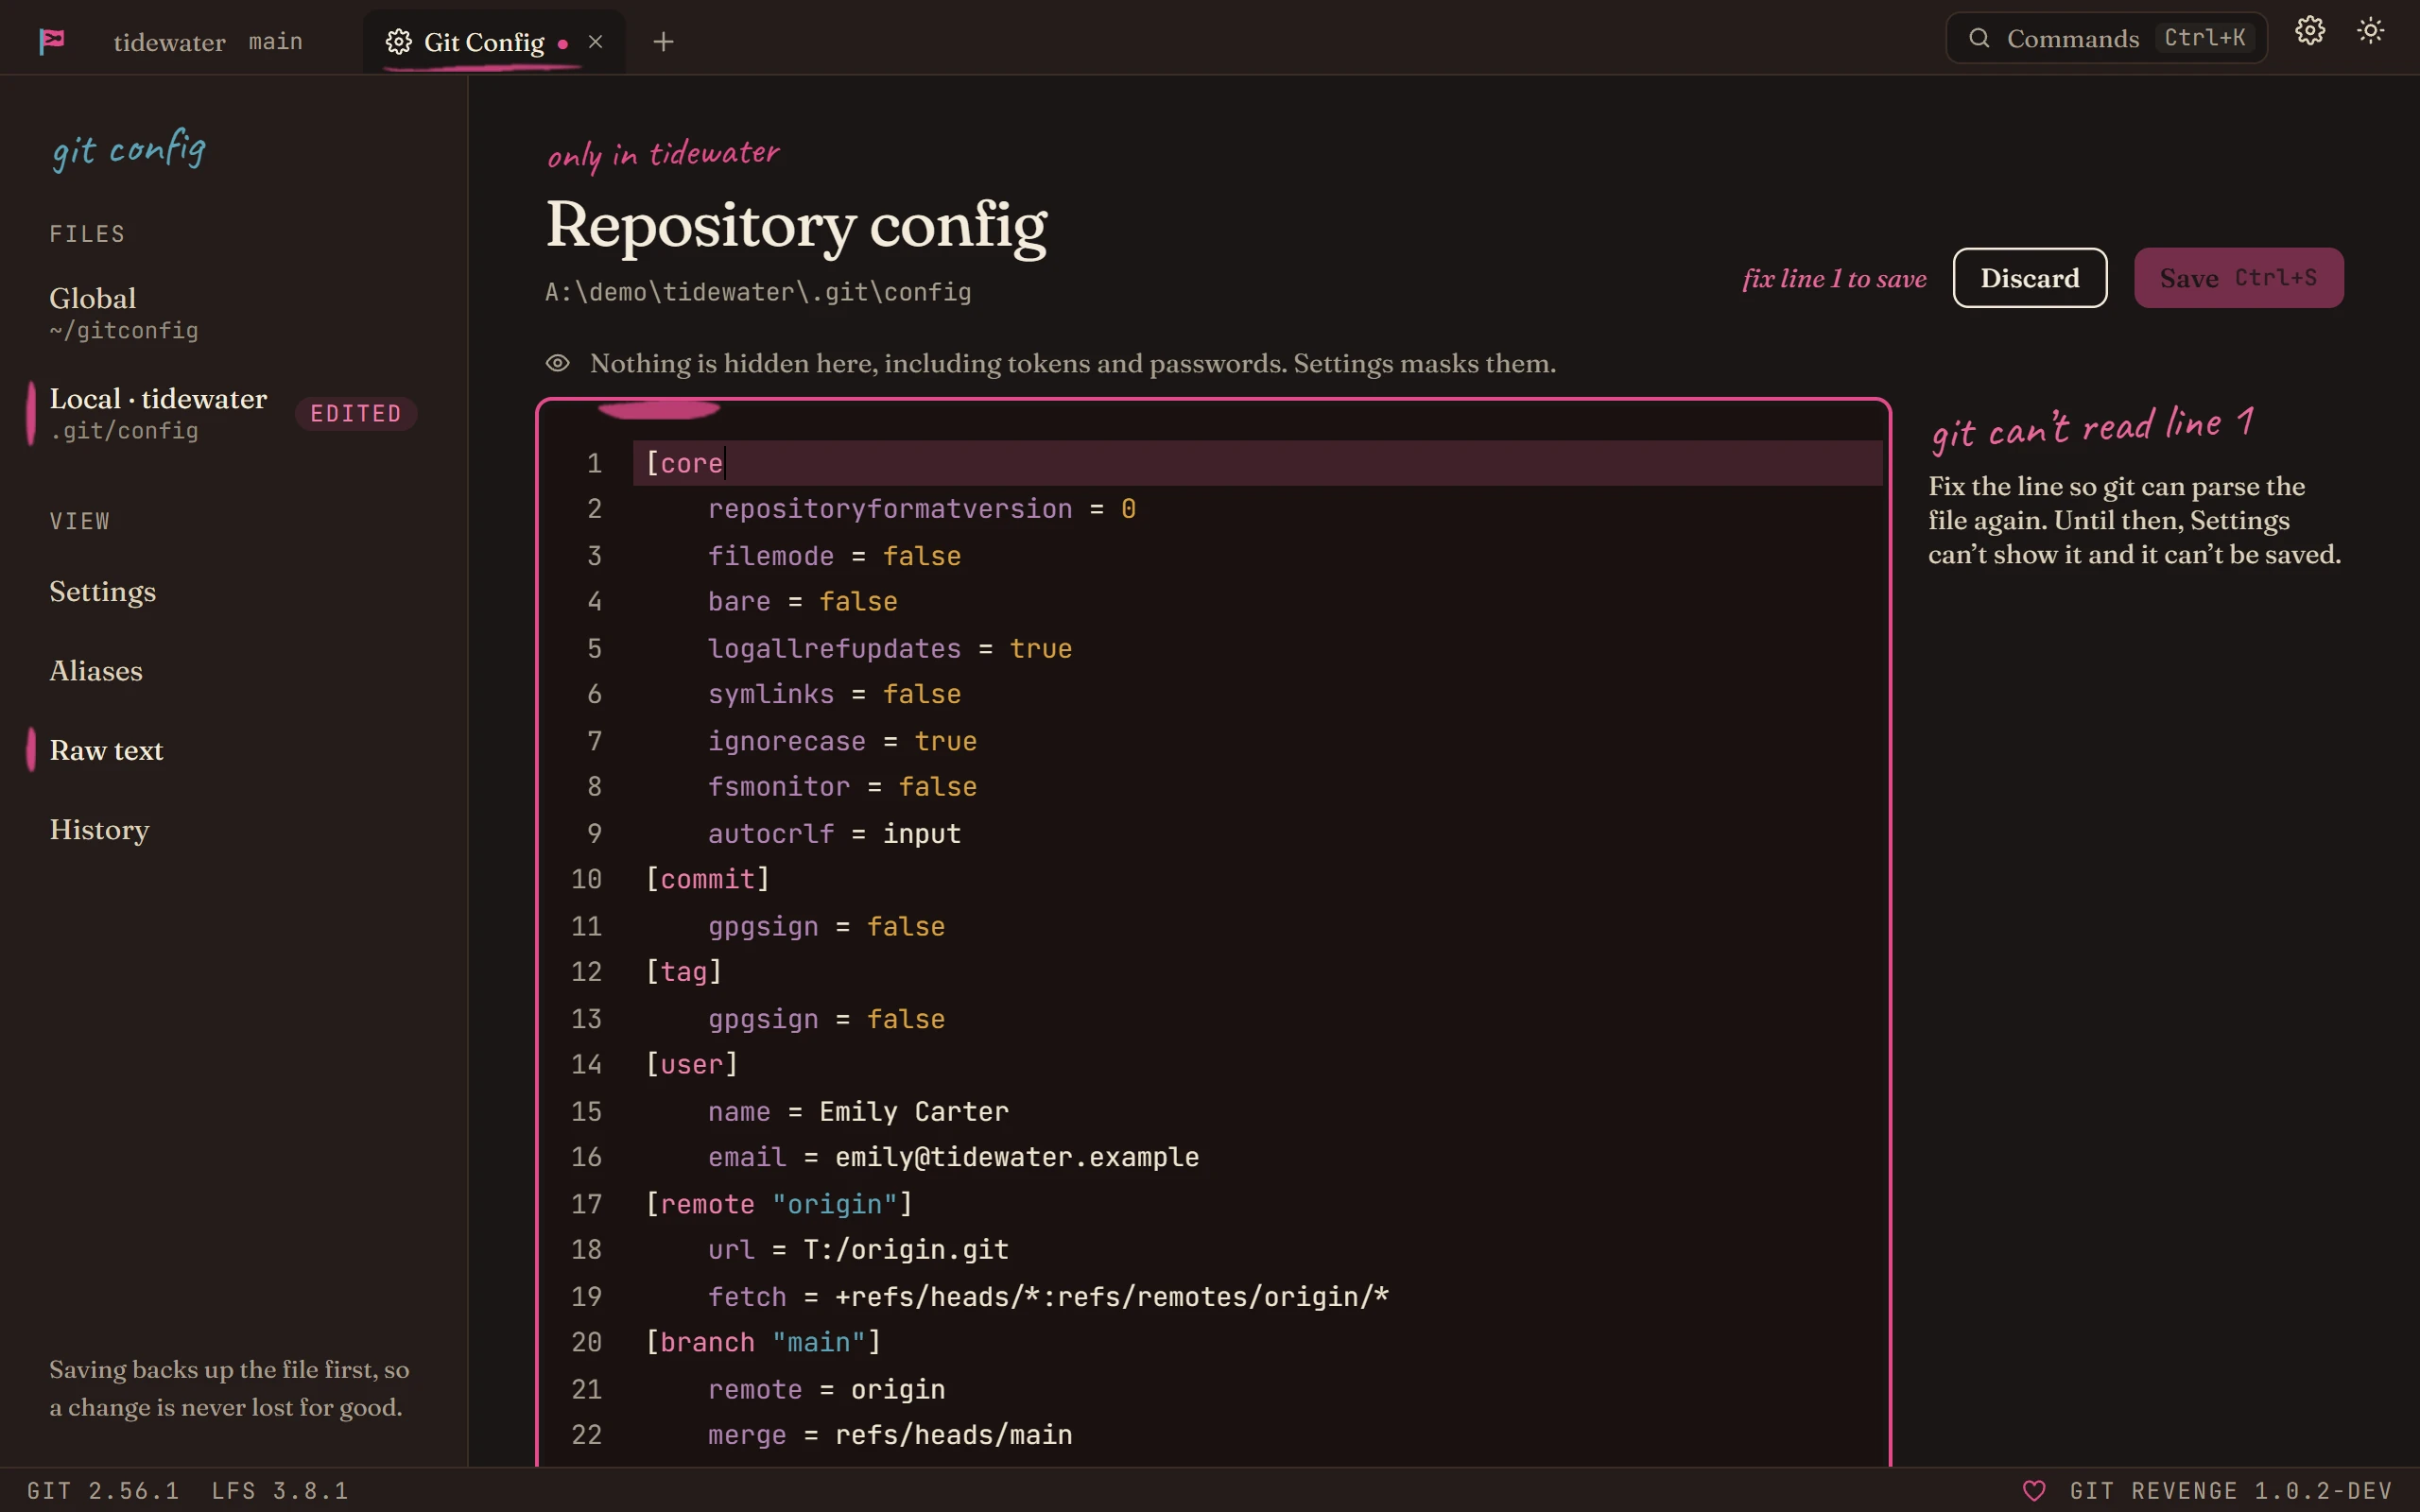 tidewater main
Git Config
Commands Ctrl+K
git config
FILES
Global
~/gitconfig
Local · tidewater
.git/config
EDITED
VIEW
Settings
Aliases
Raw text
History
Saving backs up the file first, so
a change is never lost for good.
only in tidewater
Repository config
A:\demo\tidewater\.git\config
fix line 1 to save
Discard
Save Ctrl+S
Nothing is hidden here, including tokens and passwords. Settings masks them.
1 [core
2 repositoryformatversion = 0
3 filemode = false
4 bare = false
5 logallrefupdates = true
6 symlinks = false
7 ignorecase = true
8 fsmonitor = false
9 autocrlf = input
10 [commit]
11 gpgsign = false
12 [tag]
13 gpgsign = false
14 [user]
15 name = Emily Carter
16 email = emily@tidewater.example
17 [remote "origin"]
18 url = T:/origin.git
19 fetch = +refs/heads/*:refs/remotes/origin/*
20 [branch "main"]
21 remote = origin
22 merge = refs/heads/main
git can't read line 1
Fix the line so git can parse the
file again. Until then, Settings
can't show it and it can't be saved.
GIT 2.56.1 LFS 3.8.1
GIT REVENGE 1.0.2-DEV